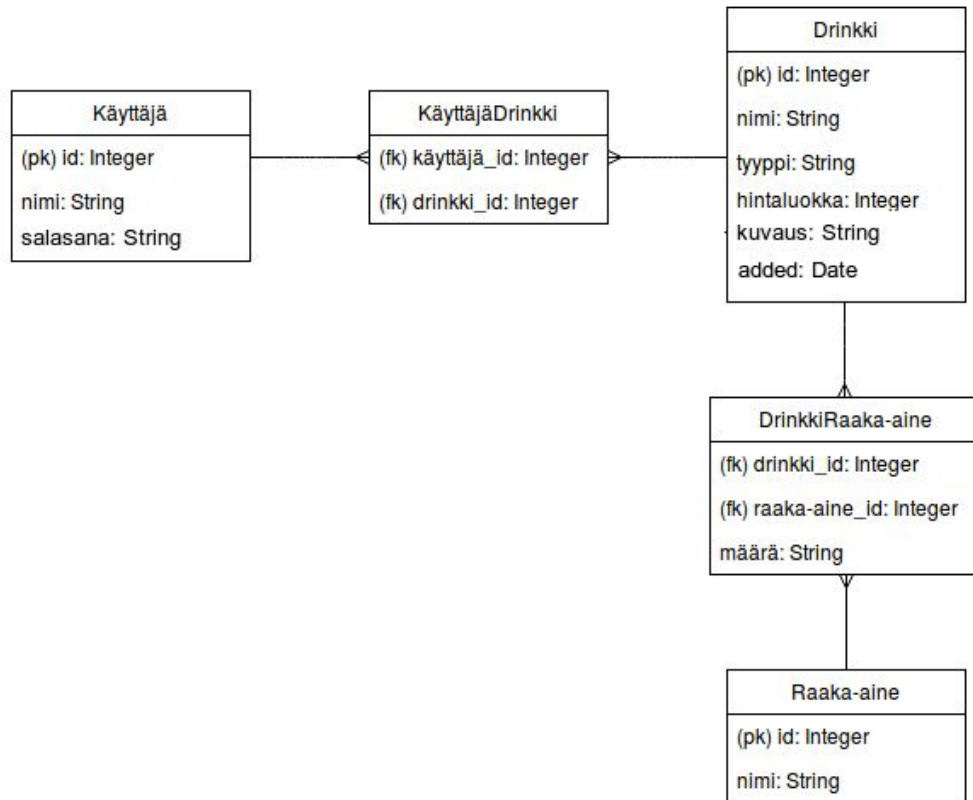 Drinkki
(pk) id: Integer
nimi: String
tyyppi: String
hintaluokka: Integer
kuvaus: String
added: Date
Käyttäjä
(pk) id: Integer
nimi: String
salasana: String
KäyttäjäDrinkki
(fk) käyttäjä_id: Integer
(fk) drinkki_id: Integer
DrinkkiRaaka-aine
(fk) drinkki_id: Integer
(fk) raaka-aine_id: Integer
määrä: String
Raaka-aine
(pk) id: Integer
nimi: String